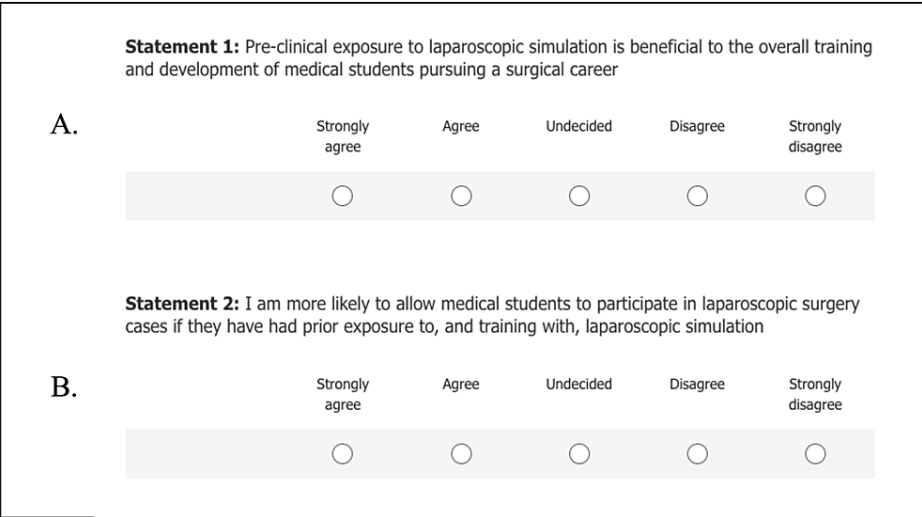 Statement 1: Pre-clinical exposure to laparoscopic simulation is beneficial to the overall training
and development of medical students pursuing a surgical career
A.
Strongly agree Agree Undecided Disagree Strongly disagree
Statement 2: I am more likely to allow medical students to participate in laparoscopic surgery
cases if they have had prior exposure to, and training with, laparoscopic simulation
B.
Strongly agree Agree Undecided Disagree Strongly disagree